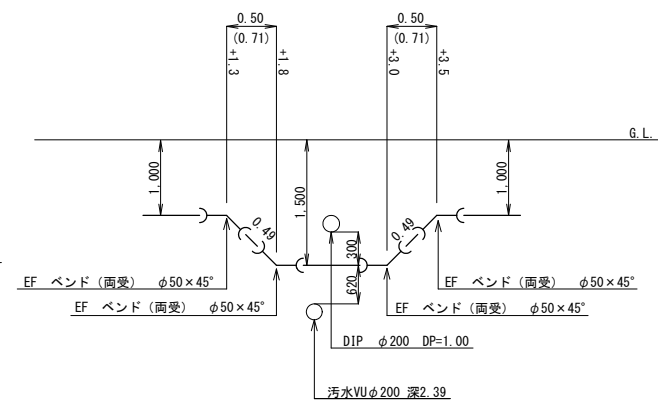 0.50
(0.71)
+1.3
+1.8
0.50
(0.71)
+3.0
+3.5
G.L.
1,000
1,500
1,000
0.49
300
0.49
620
EF ベンド（両受） φ50×45°
EF ベンド（両受） φ50×45°
EF ベンド（両受） φ50×45°
EF ベンド（両受） φ50×45°
DIP φ200 DP=1.00
汚水VUφ200 深2.39